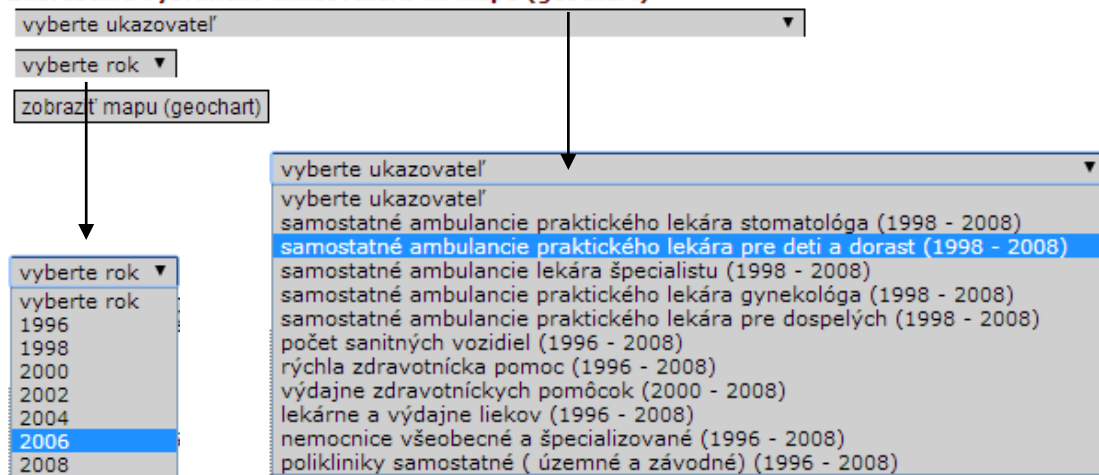 vyberte ukazovateľ
vyberte rok
zobraziť mapu (geochart)
vyberte ukazovateľ
vyberte ukazovateľ
samostatné ambulancie praktického lekára stomatológa (1998 - 2008)
samostatné ambulancie praktického lekára pre deti a dorast (1998 - 2008)
samostatné ambulancie lekára špecialistu (1998 - 2008)
samostatné ambulancie praktického lekára gynekológa (1998 - 2008)
samostatné ambulancie praktického lekára pre dospelých (1998 - 2008)
počet sanitných vozidiel (1996 - 2008)
rýchla zdravotnícka pomoc (1996 - 2008)
výdajne zdravotníckych pomôcok (2000 - 2008)
lekárne a výdajne liekov (1996 - 2008)
nemocnice všeobecné a špecializované (1996 - 2008)
polikliniky samostatné ( územné a závodné) (1996 - 2008)
vyberte rok
vyberte rok
1996
1998
2000
2002
2004
2006
2008